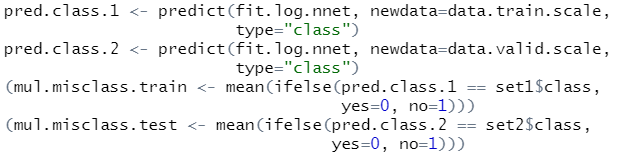 pred.class.1 <- predict(fit.log.nnet, newdata=data.train.scale,
type="class")
pred.class.2 <- predict(fit.log.nnet, newdata=data.valid.scale,
type="class")
(mul.misclass.train <- mean(ifelse(pred.class.1 == set1$class,
yes=0, no=1)))
(mul.misclass.test <- mean(ifelse(pred.class.2 == set2$class,
yes=0, no=1)))